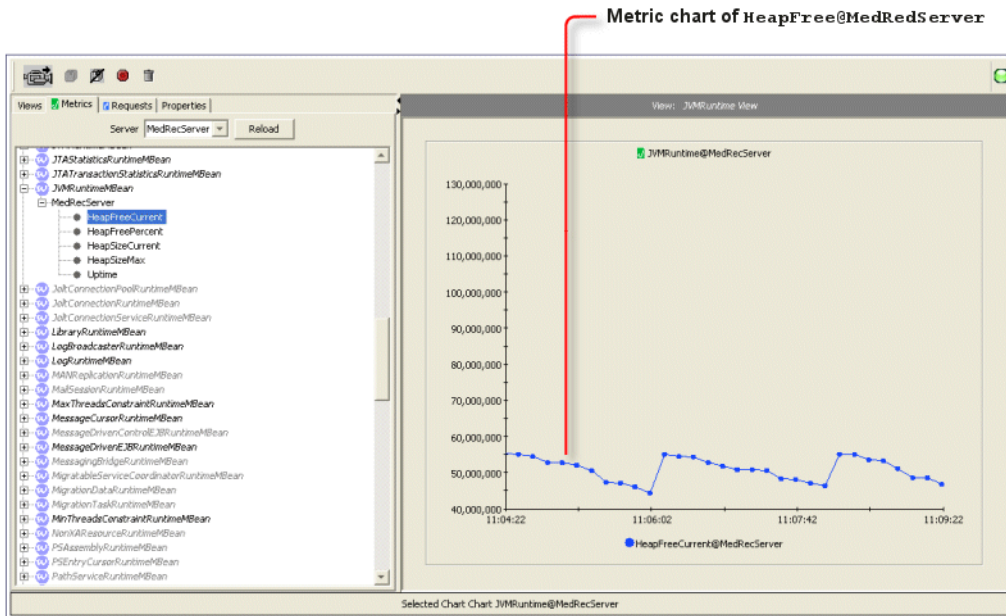 Metric chart of HeapFree@MedRedServer
Views Metrics Requests Properties
View: JVMRuntime View
Server MedRecServer Reload
JTAStatisticsRuntimeMBean
JTATransactionStatisticsRuntimeMBean
JVMRuntimeMBean
MedRecServer
HeapFreeCurrent
HeapFreePercent
HeapSizeCurrent
HeapSizeMax
Uptime
JoltConnectionPoolRuntimeMBean
JoltConnectionRuntimeMBean
JoltConnectionServiceRuntimeMBean
LibraryRuntimeMBean
LogBroadcasterRuntimeMBean
LogRuntimeMBean
MANReplicationRuntimeMBean
MailSessionRuntimeMBean
MaxThreadsConstraintRuntimeMBean
MessageCursorRuntimeMBean
MessageDrivenControlEJBRuntimeMBean
MessageDrivenEJBRuntimeMBean
MessagingBridgeRuntimeMBean
MigratableServiceCoordinatorRuntimeMBean
MigrationDataRuntimeMBean
MigrationTaskRuntimeMBean
MinThreadsConstraintRuntimeMBean
NonXAResourceRuntimeMBean
PSAssemblyRuntimeMBean
PSEntryCursorRuntimeMBean
PathServiceRuntimeMBean
JVMRuntime@MedRecServer
130,000,000
120,000,000
110,000,000
100,000,000
90,000,000
80,000,000
70,000,000
60,000,000
50,000,000
40,000,000
11:04:22 11:06:02 11:07:42 11:09:22
HeapFreeCurrent@MedRecServer
Selected Chart Chart JVMRuntime@MedRecServer